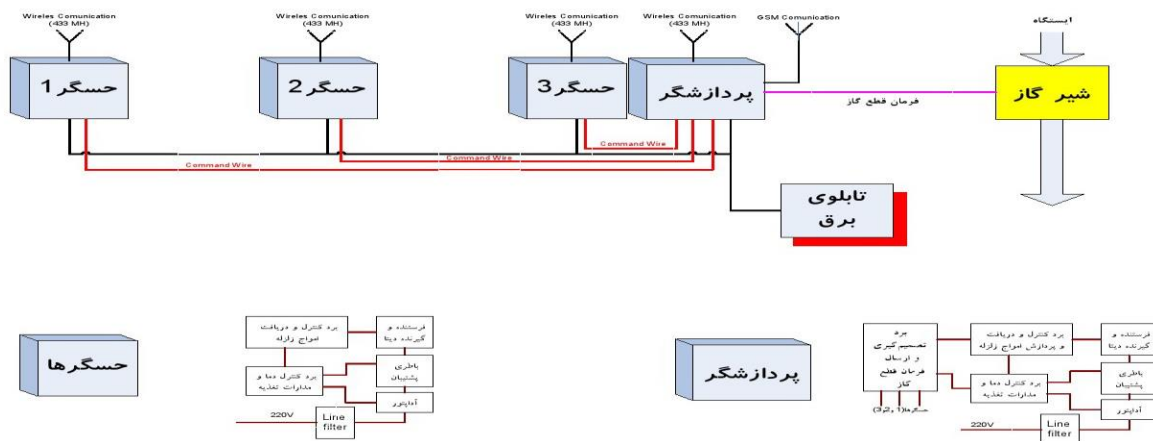 Wireles Comunication
(433 MH)
Wireles Comunication
(433 MH)
Wireles Comunication
(433 MH)
Wireles Comunication
(433 MH)
GSM Comunication
ایستگاه
حسگر 1
حسگر 2
حسگر 3
پردازشگر
شیر گاز
فرمان قطع گاز
Command Wire
Command Wire
Command Wire
تابلوی
برق
حسگرها
برد کنترل و دریافت
امواج زلزله
فرستنده و
گیرنده دیتا
برد کنترل دما و
مدارات تغذیه
باطری
پشتیبان
آداپتور
220V
Line
filter
پردازشگر
برد
تصمیم گیری
و ارسال
فرمان قطع
گاز
حسگرها(1 ,2,3)
برد کنترل و دریافت
و پردازش امواج زلزله
فرستنده و
گیرنده دیتا
برد کنترل دما و
مدارات تغذیه
باطری
پشتیبان
آداپتور
220V
Line
filter